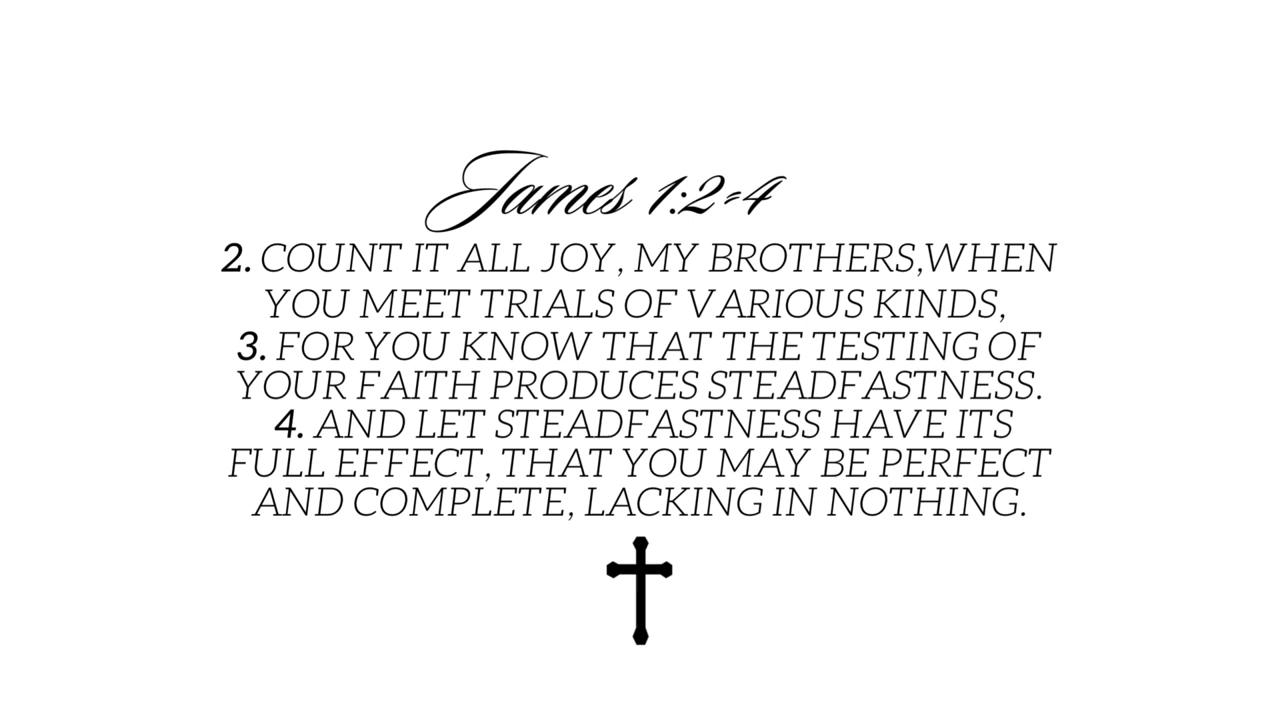 James 1:2-4
2. COUNT IT ALL JOY, MY BROTHERS,WHEN
YOU MEET TRIALS OF VARIOUS KINDS,
3. FOR YOU KNOW THAT THE TESTING OF
YOUR FAITH PRODUCES STEADFASTNESS.
4. AND LET STEADFASTNESS HAVE ITS
FULL EFFECT, THAT YOU MAY BE PERFECT
AND COMPLETE, LACKING IN NOTHING.